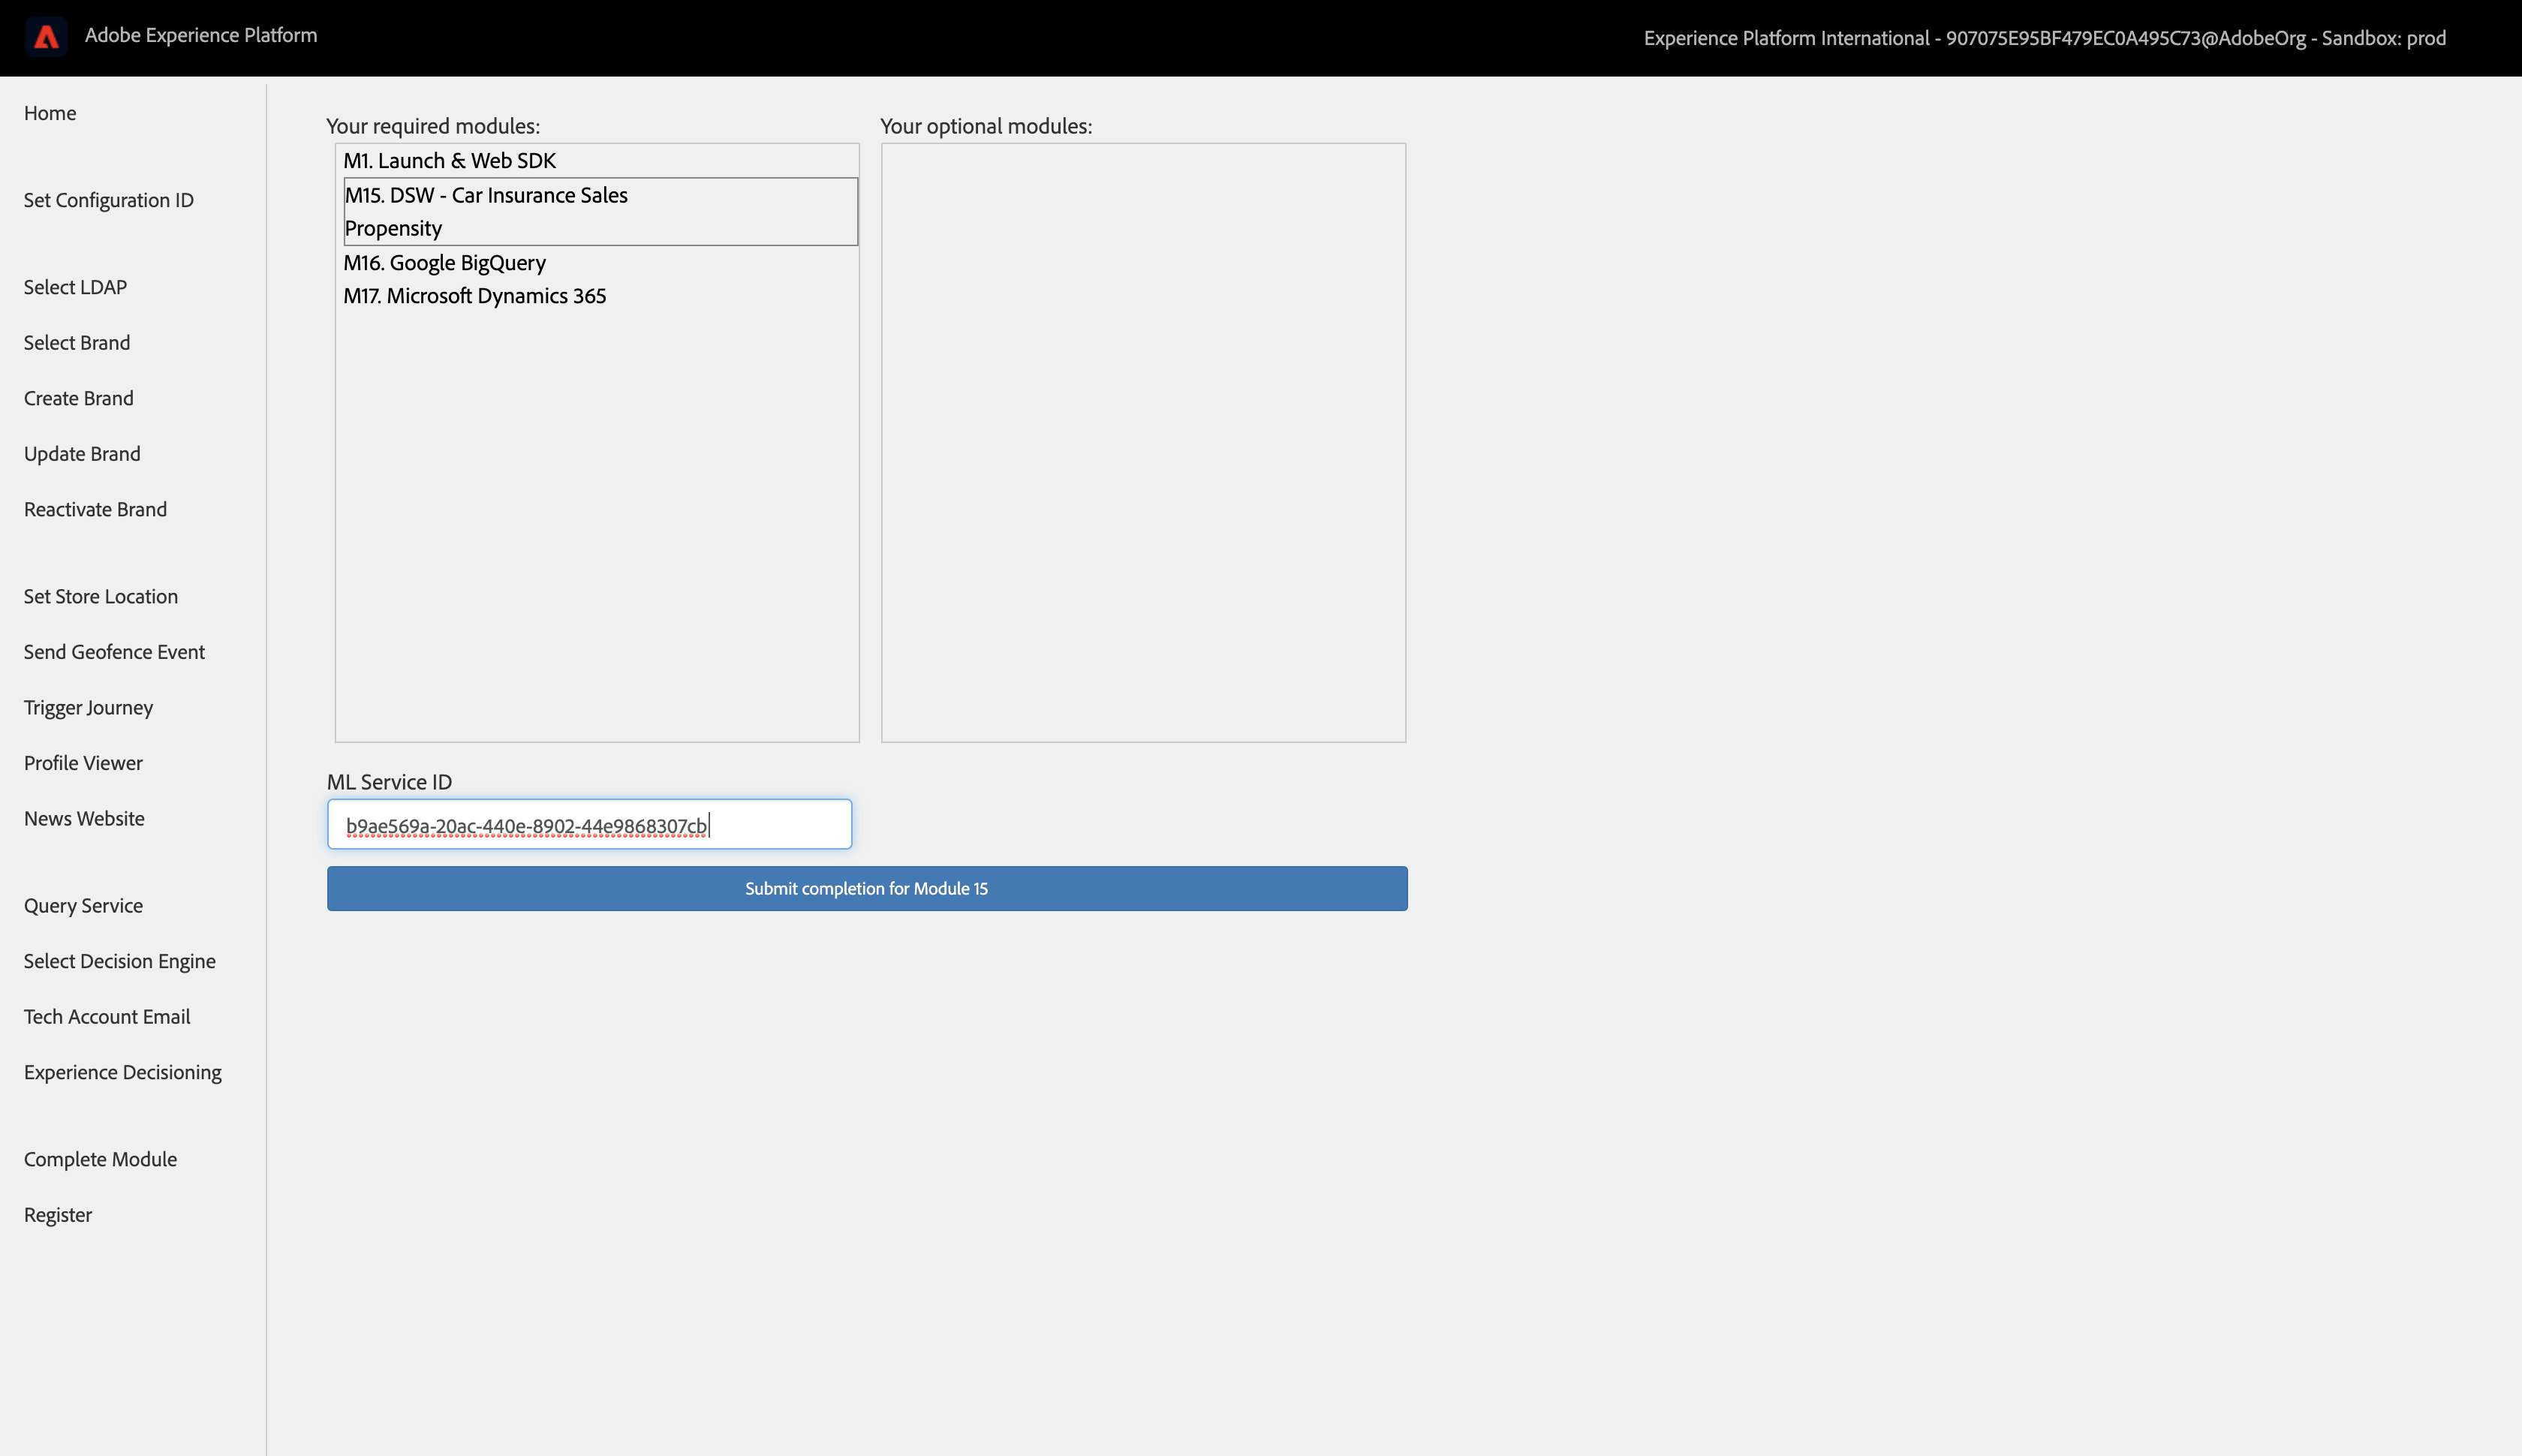 Adobe Experience Platform
Experience Platform International - 907075E95BF479EC0A495C73@AdobeOrg - Sandbox: prod
Home
Set Configuration ID
Select LDAP
Select Brand
Create Brand
Update Brand
Reactivate Brand
Set Store Location
Send Geofence Event
Trigger Journey
Profile Viewer
News Website
Query Service
Select Decision Engine
Tech Account Email
Experience Decisioning
Complete Module
Register
Your required modules:
M1. Launch & Web SDK
M15. DSW - Car Insurance Sales
Propensity
M16. Google BigQuery
M17. Microsoft Dynamics 365
Your optional modules:
ML Service ID
b9ae569a-20ac-440e-8902-44e9868307cb
Submit completion for Module 15